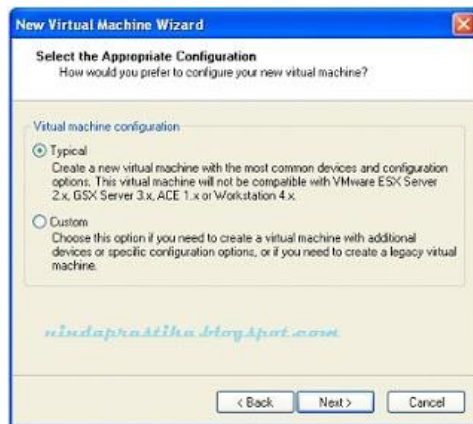 New Virtual Machine Wizard
Select the Appropriate Configuration
How would you prefer to configure your new virtual machine?
Virtual machine configuration
Typical
Create a new virtual machine with the most common devices and configuration
options. This virtual machine will not be compatible with VMware ESX Server
2.x, GSX Server 3.x, ACE 1.x or Workstation 4.x.
Custom
Choose this option if you need to create a virtual machine with additional
devices or specific configuration options, or if you need to create a legacy virtual
machine.
nindaprastika.blogspot.com
< Back
Next >
Cancel